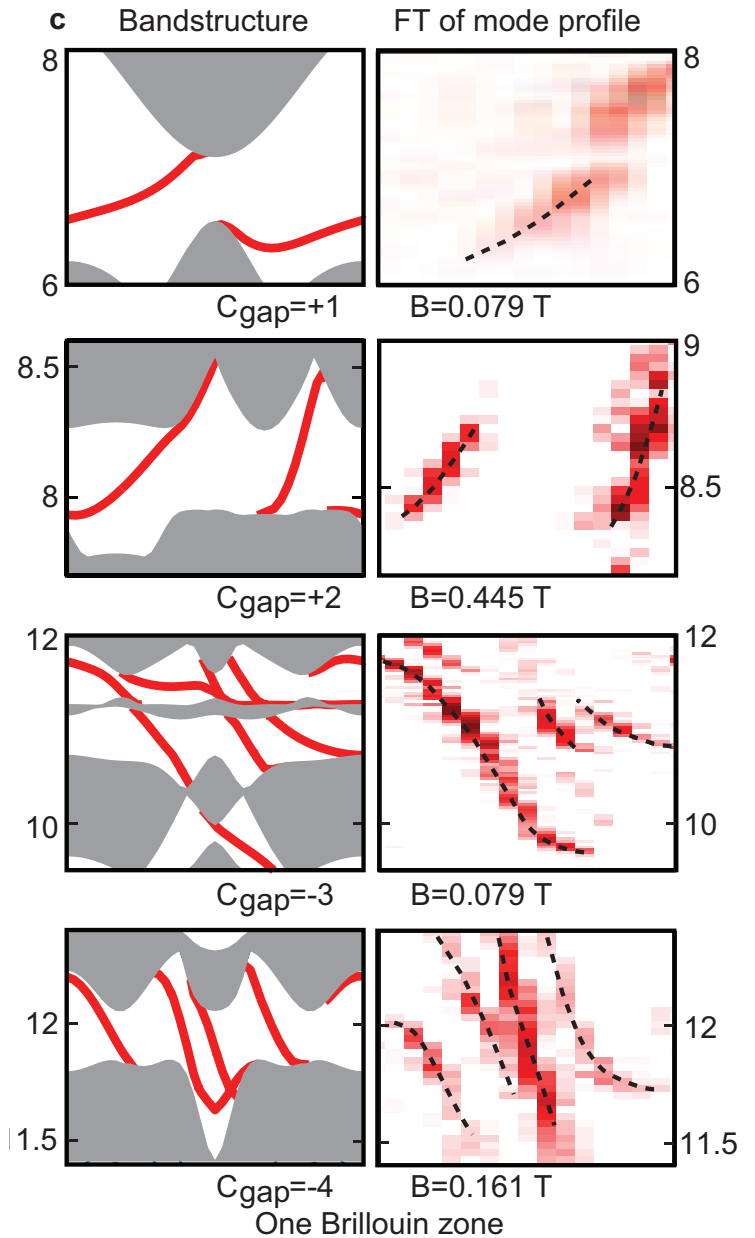 c Bandstructure FT of mode profile
8 8
6 6
Cgap=+1 B=0.079 T
9
8.5
8 8.5
Cgap=+2 B=0.445 T
12 12
10 10
Cgap=-3 B=0.079 T
12 12
11.5 11.5
Cgap=-4 B=0.161 T
One Brillouin zone